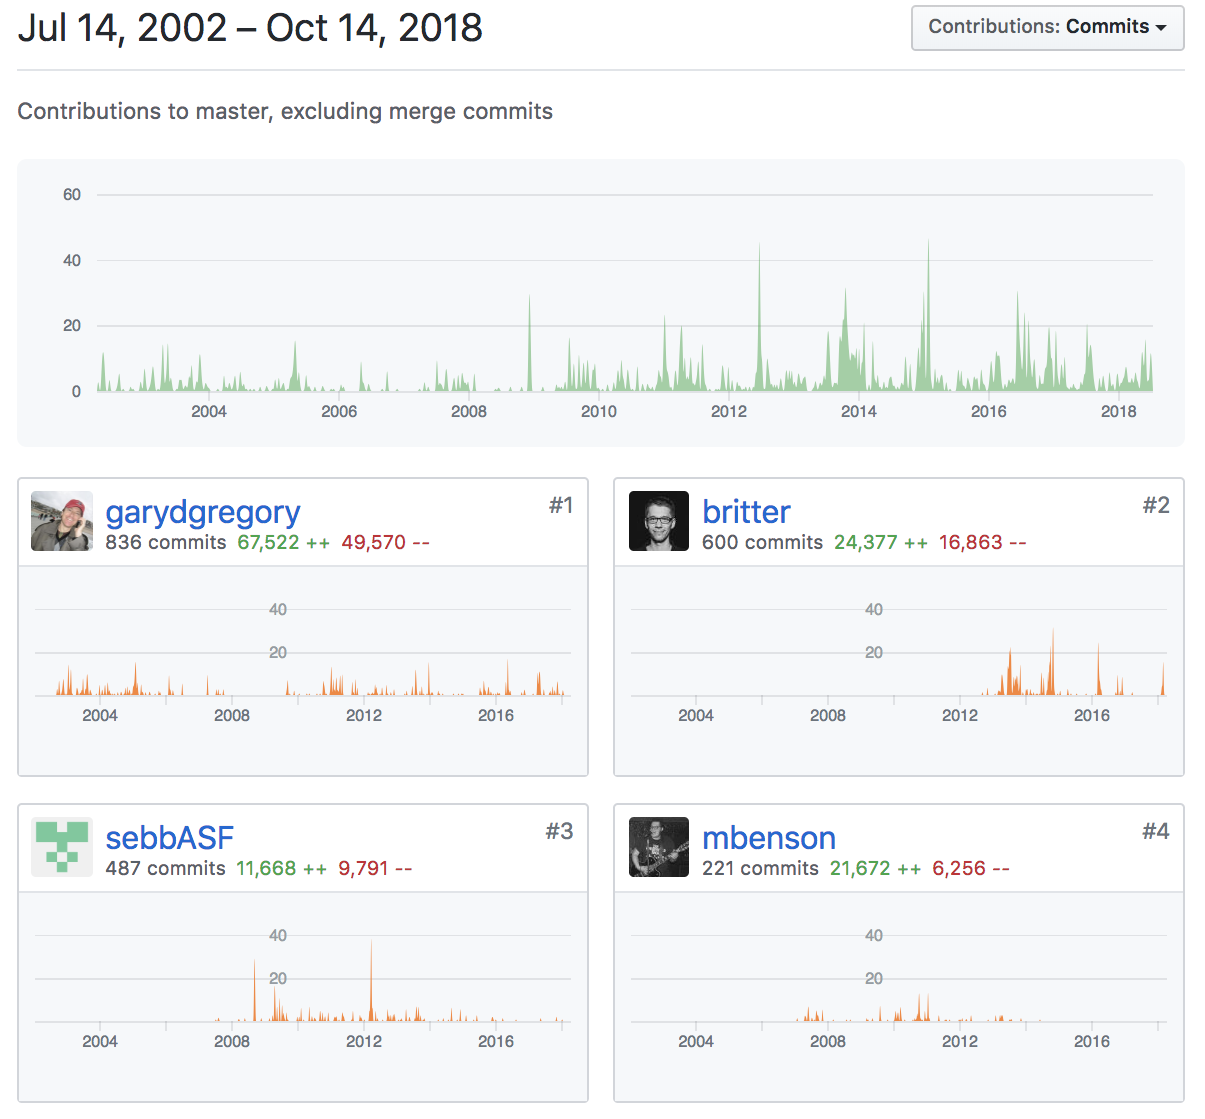 Jul 14, 2002 – Oct 14, 2018
Contributions: Commits
Contributions to master, excluding merge commits
60
40
20
0
2004 2006 2008 2010 2012 2014 2016 2018
garydgregory #1
836 commits 67,522 ++ 49,570 --
40
20
2004 2008 2012 2016
britter #2
600 commits 24,377 ++ 16,863 --
40
20
2004 2008 2012 2016
sebbASF #3
487 commits 11,668 ++ 9,791 --
40
20
2004 2008 2012 2016
mbenson #4
221 commits 21,672 ++ 6,256 --
40
20
2004 2008 2012 2016